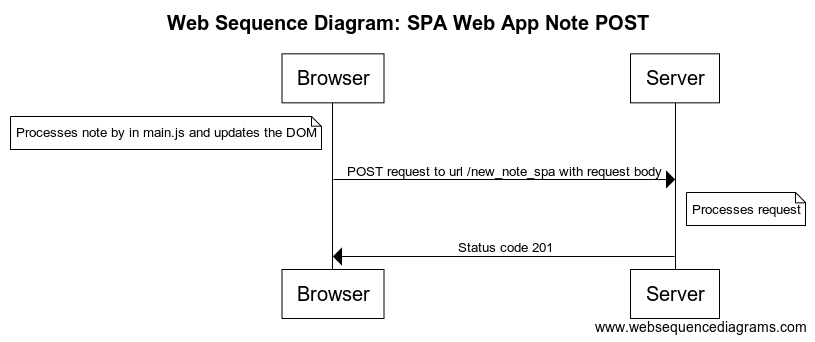 Web Sequence Diagram: SPA Web App Note POST
Browser
Server
Processes note by in main.js and updates the DOM
POST request to url /new_note_spa with request body
Processes request
Status code 201
Browser
Server
www.websequencediagrams.com